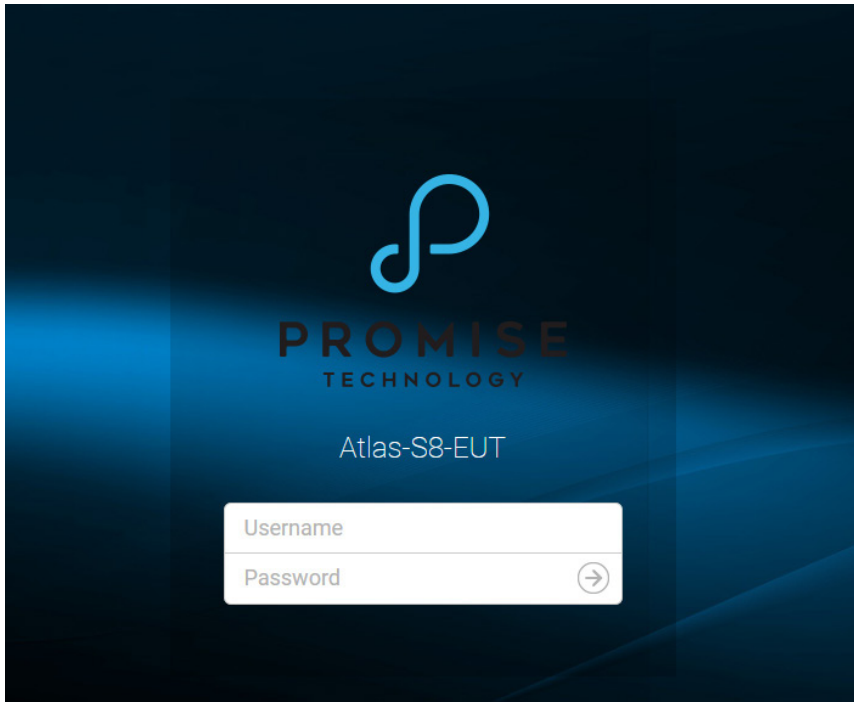 PROMISE
TECHNOLOGY
Atlas-S8-EUT
Username
Password